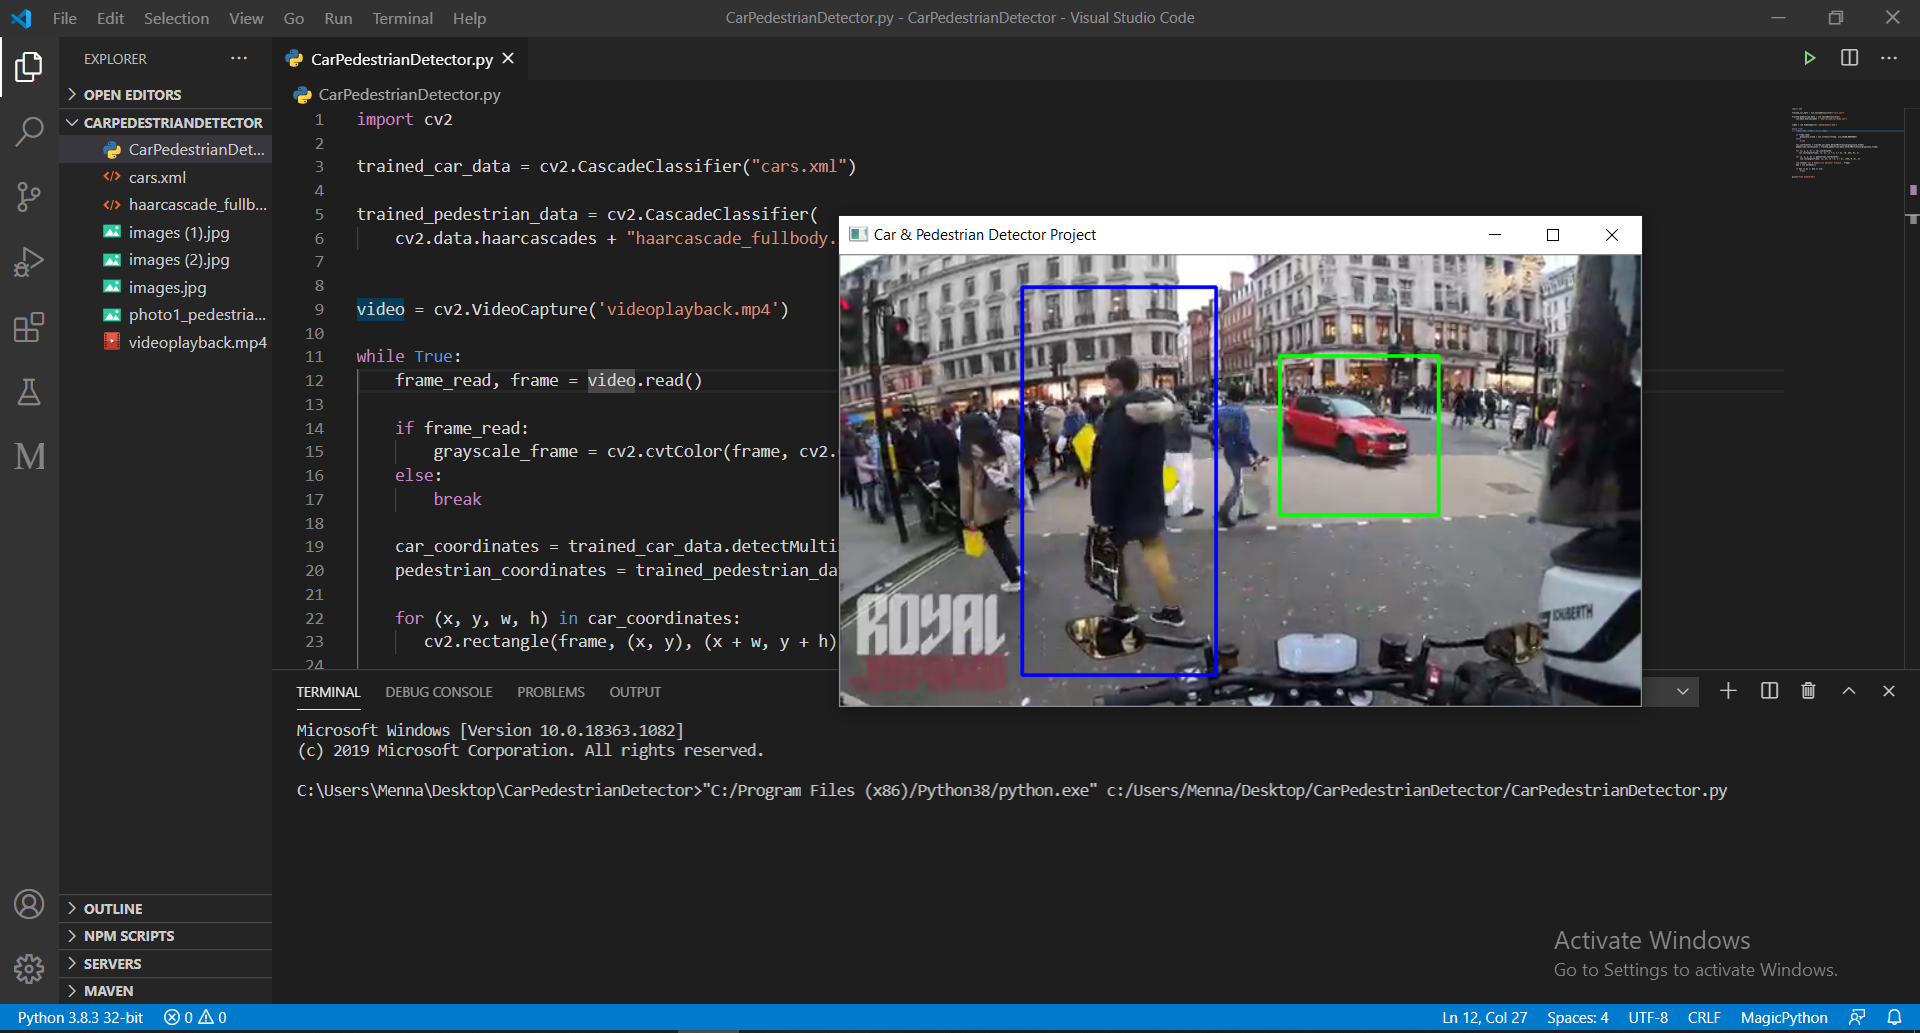 File Edit Selection View Go Run Terminal Help
CarPedestrianDetector.py - CarPedestrianDetector - Visual Studio Code
EXPLORER
OPEN EDITORS
CARPEDESTRIANDETECTOR
CarPedestrianDet...
cars.xml
haarcascade_fullb...
images (1).jpg
images (2).jpg
images.jpg
photo1_pedestria...
videoplayback.mp4
OUTLINE
NPM SCRIPTS
SERVERS
MAVEN
CarPedestrianDetector.py
CarPedestrianDetector.py
1 import cv2
2
3 trained_car_data = cv2.CascadeClassifier("cars.xml")
4
5 trained_pedestrian_data = cv2.CascadeClassifier(
6 cv2.data.haarcascades + "haarcascade_fullbody.
7
8
9 video = cv2.VideoCapture('videoplayback.mp4')
10
11 while True:
12 frame_read, frame = video.read()
13
14 if frame_read:
15 grayscale_frame = cv2.cvtColor(frame, cv2.
16 else:
17 break
18
19 car_coordinates = trained_car_data.detectMulti
20 pedestrian_coordinates = trained_pedestrian_da
21
22 for (x, y, w, h) in car_coordinates:
23 cv2.rectangle(frame, (x, y), (x + w, y + h)
24
Car & Pedestrian Detector Project
ROYAL
SCHUBERTH
TERMINAL DEBUG CONSOLE PROBLEMS OUTPUT
Microsoft Windows [Version 10.0.18363.1082]
(c) 2019 Microsoft Corporation. All rights reserved.
C:\Users\Menna\Desktop\CarPedestrianDetector>"C:/Program Files (x86)/Python38/python.exe" c:/Users/Menna/Desktop/CarPedestrianDetector/CarPedestrianDetector.py
Activate Windows
Go to Settings to activate Windows.
Python 3.8.3 32-bit 0 0 Ln 12, Col 27 Spaces: 4 UTF-8 CRLF MagicPython